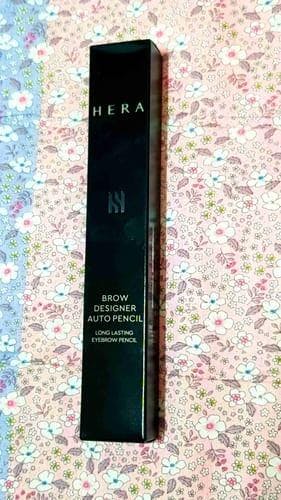 HERA
BROW
DESIGNER
AUTO PENCIL
LONG LASTING
EYEBROW PENCIL